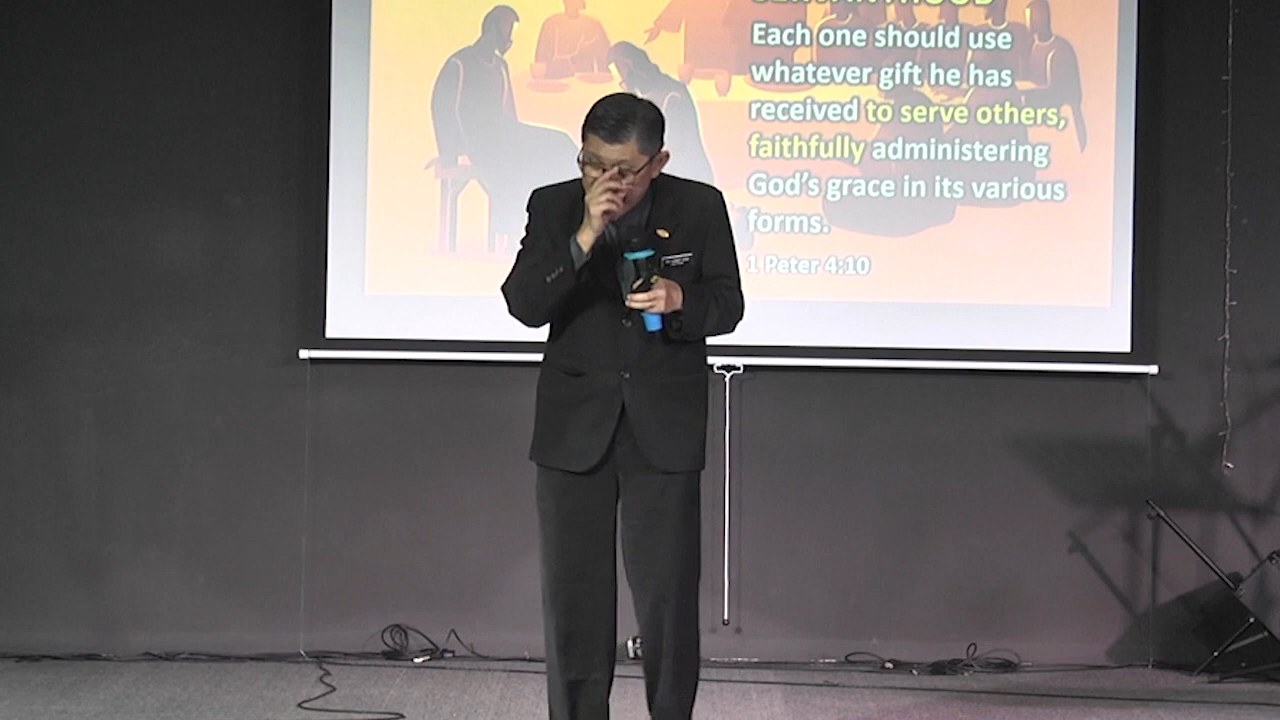 SERVANTHOOD
Each one should use
whatever gift he has
received to serve others,
faithfully administering
God's grace in its various
forms.
1 Peter 4:10